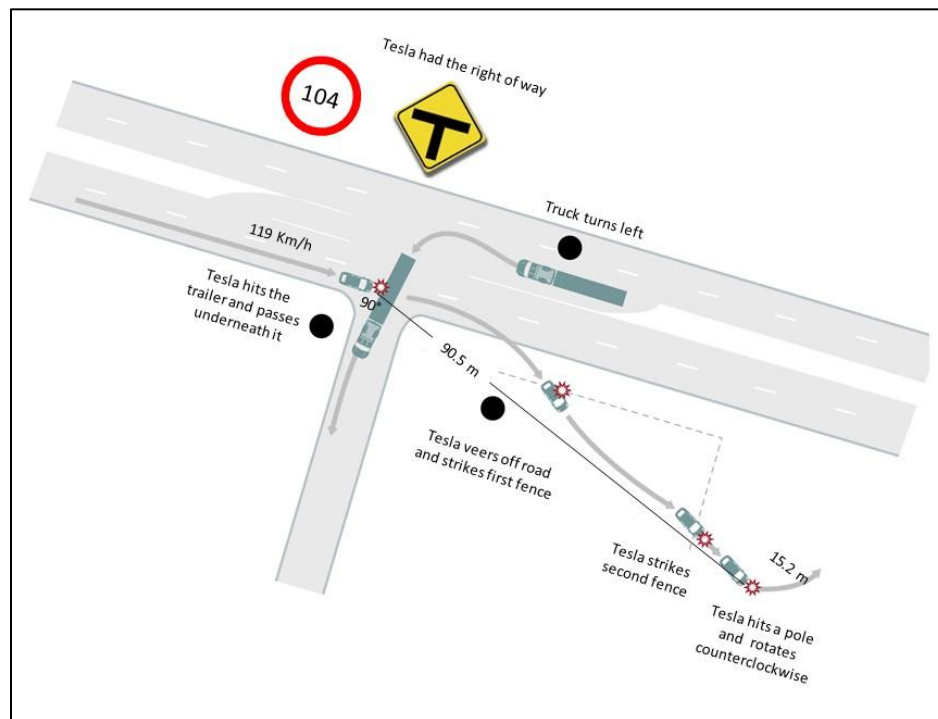 Tesla had the right of way
104
Truck turns left
119 Km/h
Tesla hits the
trailer and passes
underneath it
90°
90.5 m
Tesla veers off road
and strikes first fence
Tesla strikes
second fence
15.2 m
Tesla hits a pole
and rotates
counterclockwise